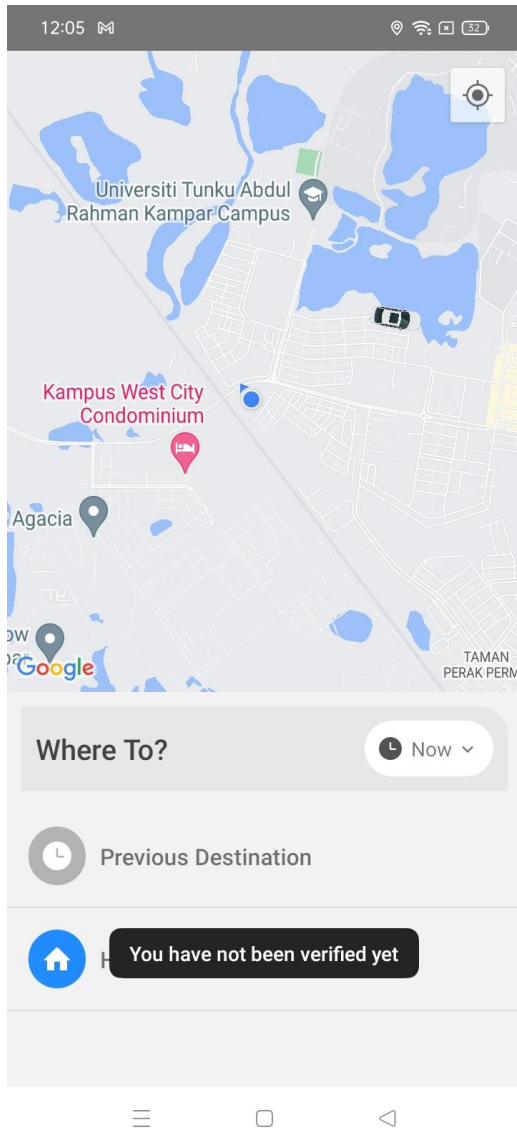 12:05
32
Universiti Tunku Abdul
Rahman Kampar Campus
Kampus West City
Condominium
Agacia
Google
TAMAN
PERAK PERM
Where To?
Now
Previous Destination
H
You have not been verified yet